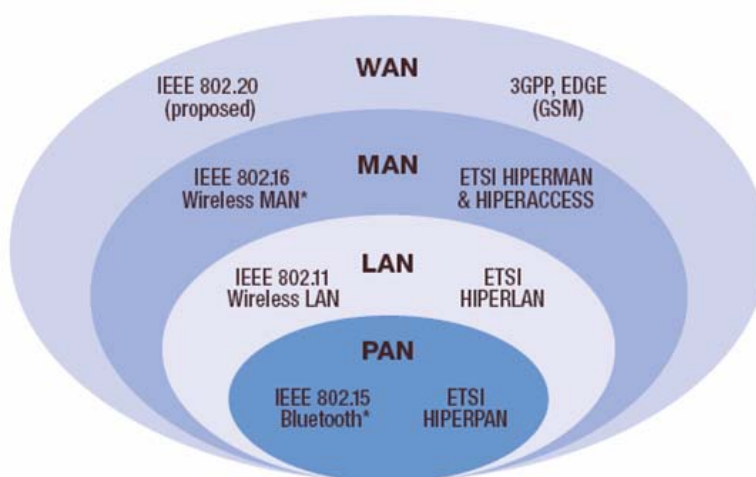 WAN
IEEE 802.20
(proposed)
3GPP, EDGE
(GSM)
MAN
IEEE 802.16
Wireless MAN*
ETSI HIPERMAN
& HIPERACCESS
LAN
IEEE 802.11
Wireless LAN
ETSI
HIPERLAN
PAN
IEEE 802.15
Bluetooth*
ETSI
HIPERPAN